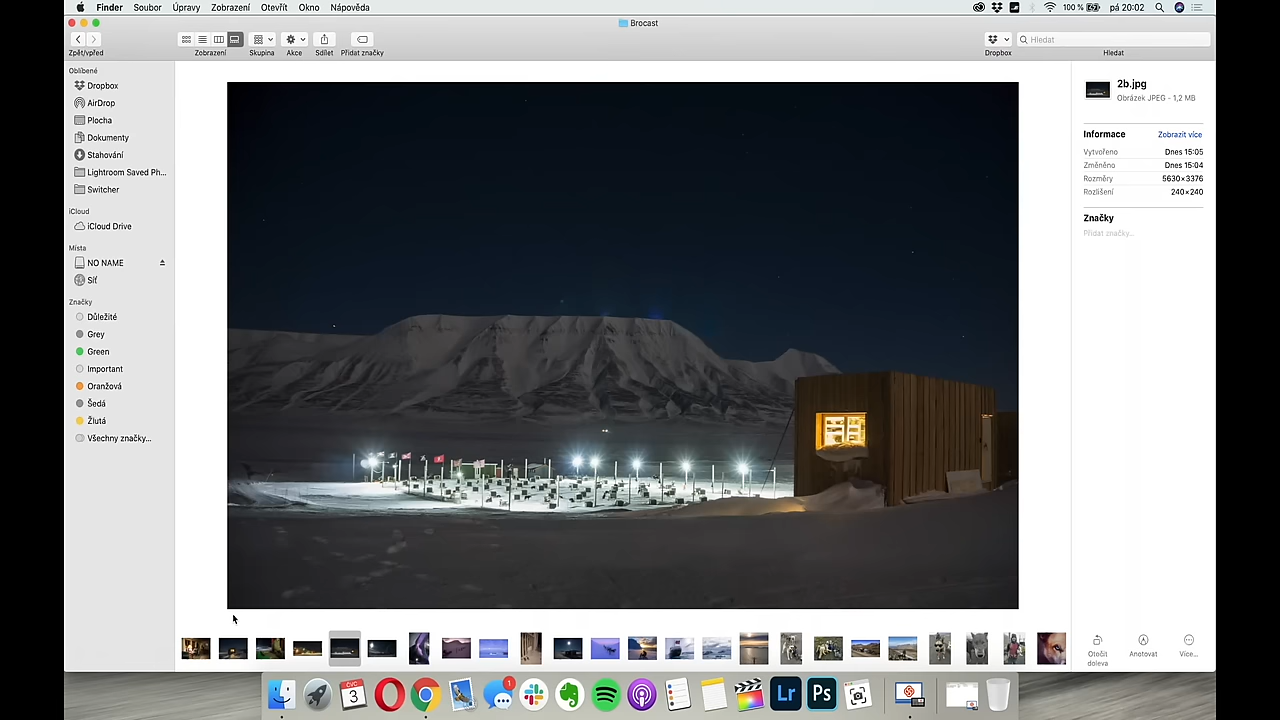 Finder Soubor Úpravy Zobrazení Otevřít Okno Nápověda
100 % pá 20:02
Brocast
Zpět/vpřed Zobrazení Skupina Akce Sdílet Přidat značky Dropbox Hledat
Hledat
Oblíbené
Dropbox
AirDrop
Plocha
Dokumenty
Stahování
Lightroom Saved Ph...
Switcher
iCloud
iCloud Drive
Místa
NO NAME
Síť
Značky
Důležité
Grey
Green
Important
Oranžová
Šedá
Žlutá
Všechny značky...
2b.jpg
Obrázek JPEG - 1,2 MB
Informace Zobrazit více
Vytvořeno Dnes 15:05
Změněno Dnes 15:04
Rozměry 5630×3376
Rozlišení 240×240
Značky
Přidat značky...
Otočit doleva
Anotovat
Více...
ČVC
3
1
Lr
Ps